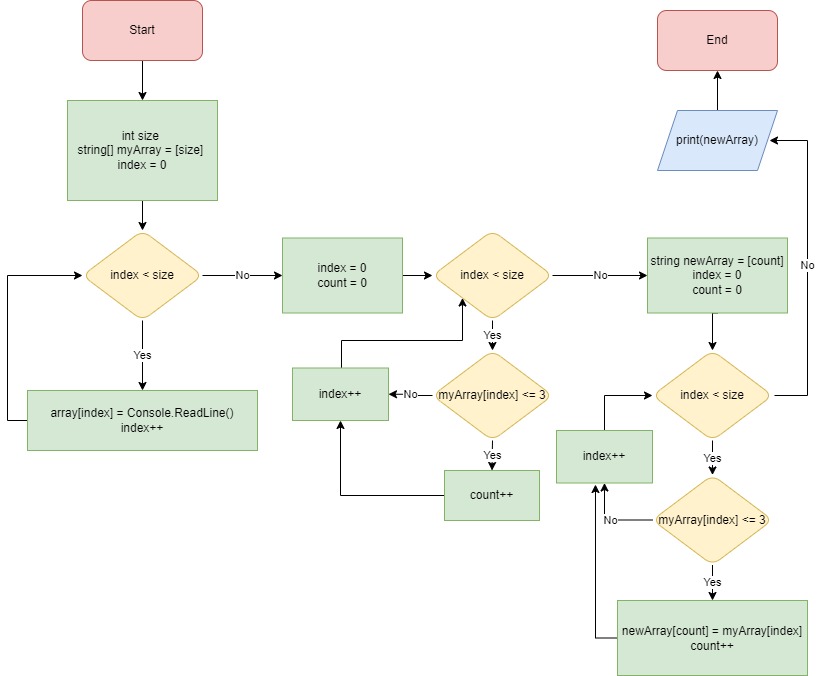 Start
int size
string[] myArray = [size]
index = 0
index < size
No
Yes
array[index] = Console.ReadLine()
index++
index = 0
count = 0
index < size
No
Yes
myArray[index] <= 3
No
index++
Yes
count++
string newArray = [count]
index = 0
count = 0
index < size
No
Yes
index++
myArray[index] <= 3
No
Yes
newArray[count] = myArray[index]
count++
print(newArray)
End